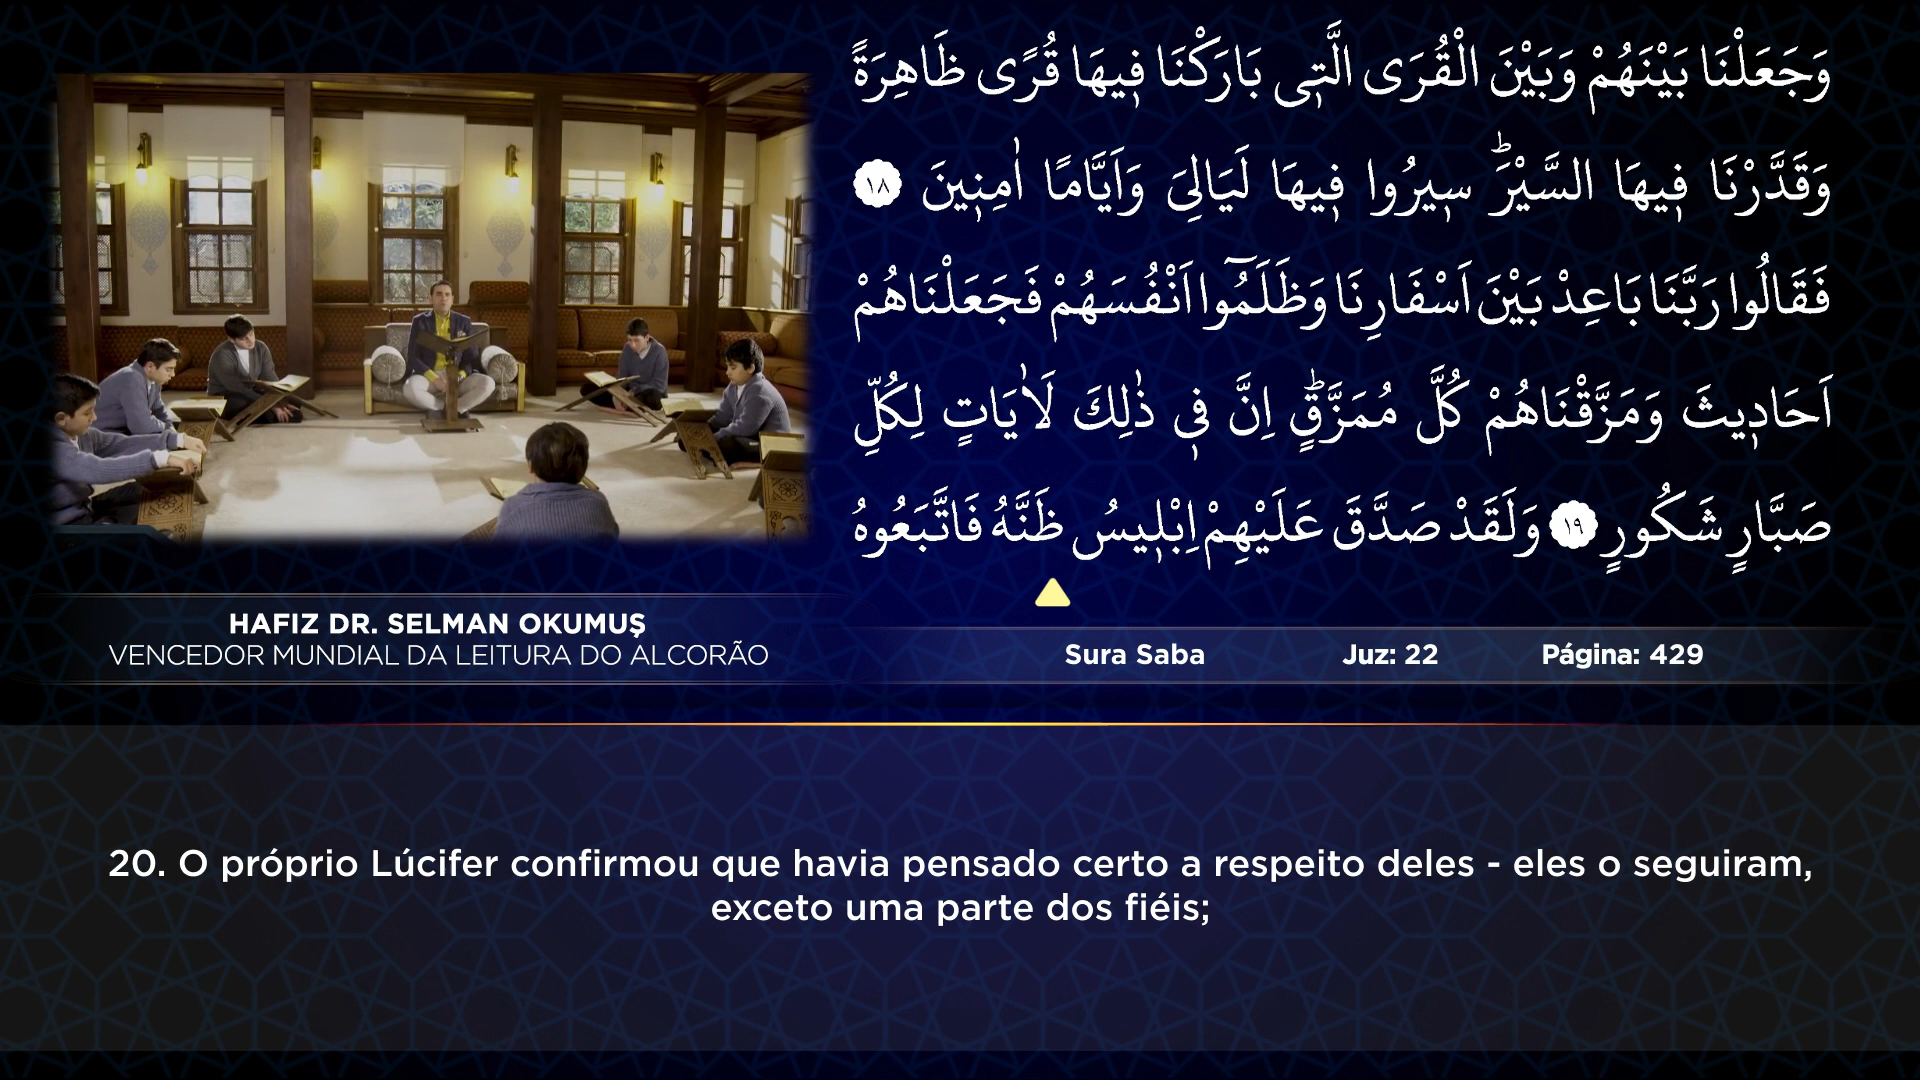 وَجَعَلْنَا بَيْنَهُمْ وَبَيْنَ الْقُرَى الَّتٖى بَارَكْنَا فٖيهَا قُرًى ظَاهِرَةً
وَقَدَّرْنَا فٖيهَا السَّيْرَؕ سٖيرُوا فٖيهَا لَيَالِىَ وَاَيَّامًا اٰمِنٖينَ ١٨
فَقَالُوا رَبَّنَا بَاعِدْ بَيْنَ اَسْفَارِنَا وَظَلَمُٓوا اَنْفُسَهُمْ فَجَعَلْنَاهُمْ
اَحَادٖيثَ وَمَزَّقْنَاهُمْ كُلَّ مُمَزَّقٍؕ اِنَّ فٖى ذٰلِكَ لَاٰيَاتٍ لِكُلِّ
صَبَّارٍ شَكُورٍ ١٩ وَلَقَدْ صَدَّقَ عَلَيْهِمْ اِبْلٖيسُ ظَنَّهُ فَاتَّبَعُوهُ
HAFIZ DR. SELMAN OKUMUŞ
VENCEDOR MUNDIAL DA LEITURA DO ALCORÃO
Sura Saba Juz: 22 Página: 429
20. O próprio Lúcifer confirmou que havia pensado certo a respeito deles - eles o seguiram,
exceto uma parte dos fiéis;